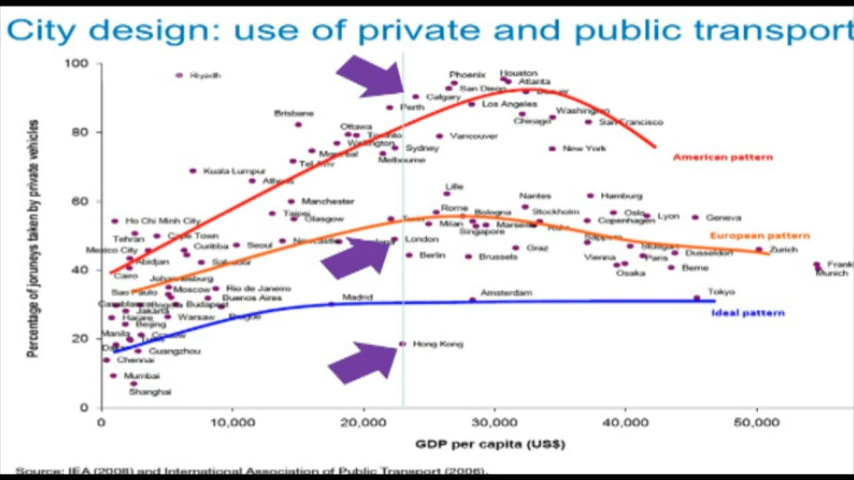 City design: use of private and public transport
Percentage of joruneys taken by private vehicles
100
80
60
40
20
0
Riyadh
Phoenix
Houston
Atlanta
San Diego
Calgary
Perth
Los Angeles
Washington
Chicago
San Francisco
Brisbane
Ottawa
Toronto
Wellington
Vancouver
Sydney
Montreal
Melbourne
New York
Tel Aviv
Kuala Lumpur
Athens
American pattern
Lille
Manchester
Nantes
Hamburg
Rome
Bologna
Stockholm
Oslo
Lyon
Geneva
Ho Chi Minh City
Taipei
Glasgow
Milan
Marseille
Copenhagen
Singapore
Tehran
Cape Town
Seoul
Newcastle
London
European pattern
Mexico City
Curitiba
Graz
Stuttgart
Zurich
Abidjan
Salvador
Berlin
Brussels
Vienna
Paris
Dusseldorf
Cairo
Osaka
Berne
Munich
Johannesburg
Sao Paulo
Moscow
Rio de Janeiro
Madrid
Amsterdam
Tokyo
Casablanca
Budapest
Buenos Aires
Jakarta
Harare
Warsaw
Prague
Ideal pattern
Beijing
Manila
Cracow
Guangzhou
Hong Kong
Chennai
Mumbai
Shanghai
0
10,000
20,000
30,000
40,000
50,000
GDP per capita (US$)
Source: IEA (2008) and International Association of Public Transport (2006).